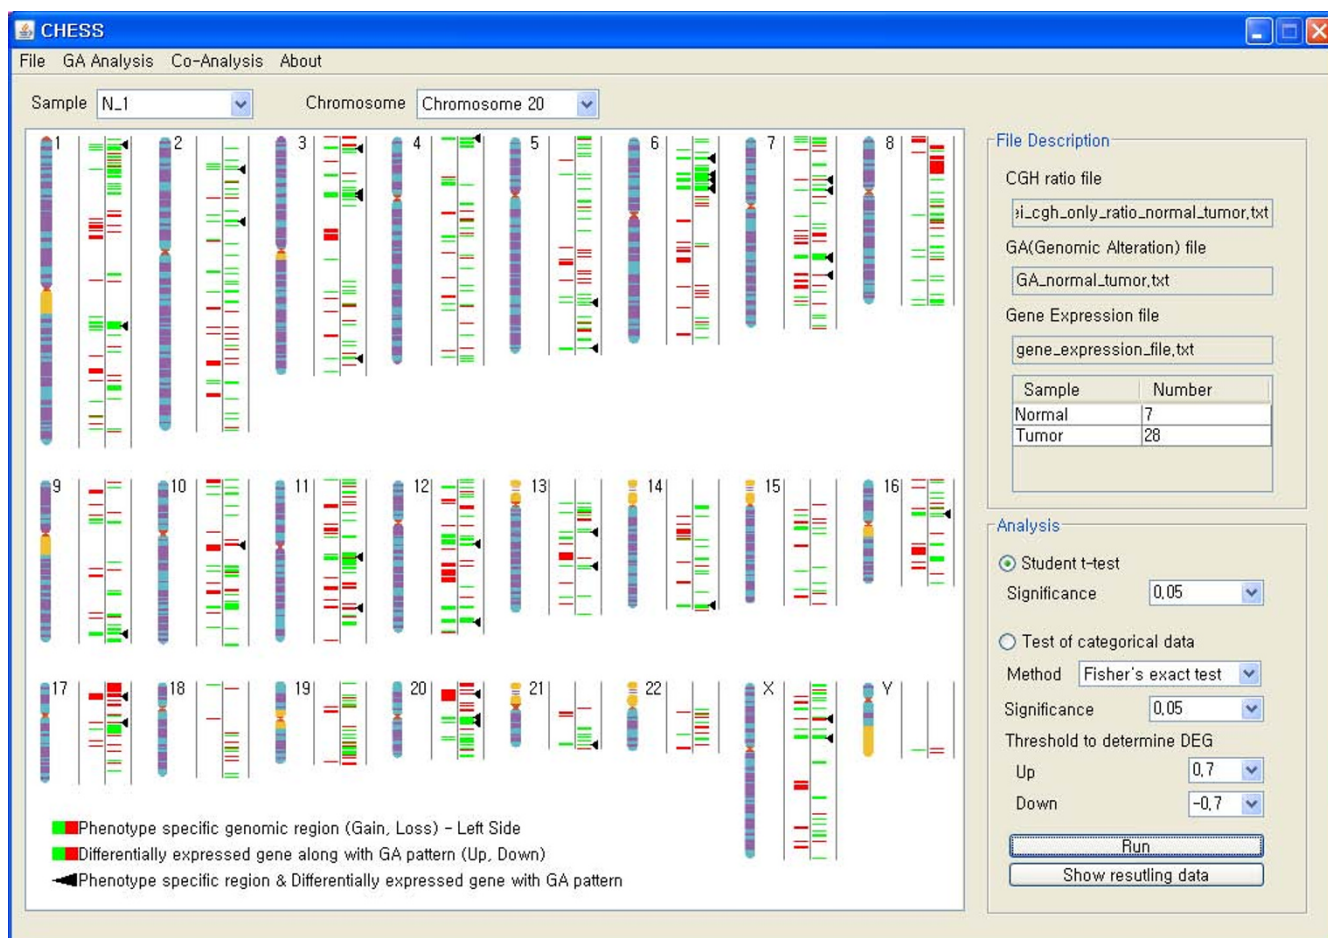 CHESS
File GA Analysis Co-Analysis About
Sample N_1 Chromosome Chromosome 20
1 2 3 4 5 6 7 8
9 10 11 12 13 14 15 16
17 18 19 20 21 22 X Y
Phenotype specific genomic region (Gain, Loss) - Left Side
Differentially expressed gene along with GA pattern (Up, Down)
Phenotype specific region & Differentially expressed gene with GA pattern
File Description
CGH ratio file
i_cgh_only_ratio_normal_tumor,txt
GA(Genomic Alteration) file
GA_normal_tumor,txt
Gene Expression file
gene_expression_file,txt
Sample Number
Normal 7
Tumor 28
Analysis
Student t-test
Significance 0,05
Test of categorical data
Method Fisher's exact test
Significance 0,05
Threshold to determine DEG
Up 0,7
Down -0,7
Run
Show resutling data